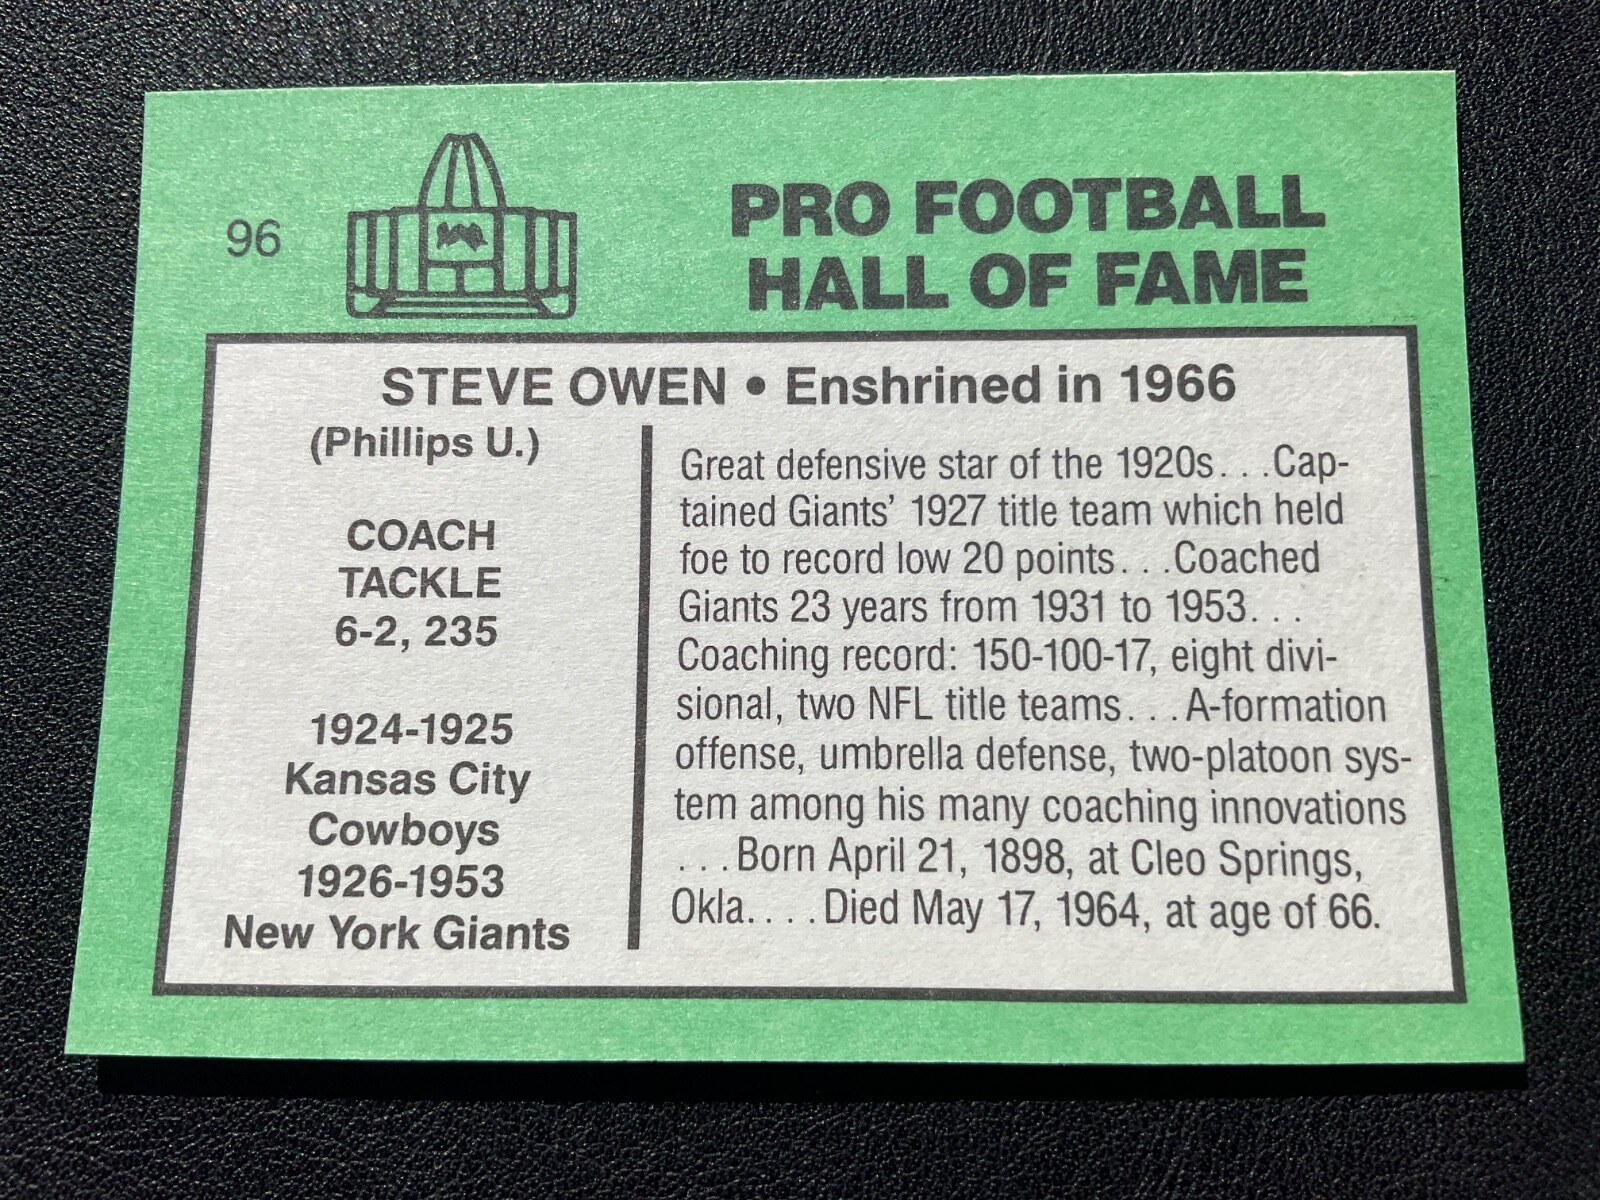 96
PRO FOOTBALL
HALL OF FAME
STEVE OWEN • Enshrined in 1966
(Phillips U.)
COACH
TACKLE
6-2, 235
1924-1925
Kansas City
Cowboys
1926-1953
New York Giants
Great defensive star of the 1920s. . .Cap-
tained Giants' 1927 title team which held
foe to record low 20 points. . .Coached
Giants 23 years from 1931 to 1953. . .
Coaching record: 150-100-17, eight divi-
sional, two NFL title teams. . .A-formation
offense, umbrella defense, two-platoon sys-
tem among his many coaching innovations
. . .Born April 21, 1898, at Cleo Springs,
Okla. . . .Died May 17, 1964, at age of 66.